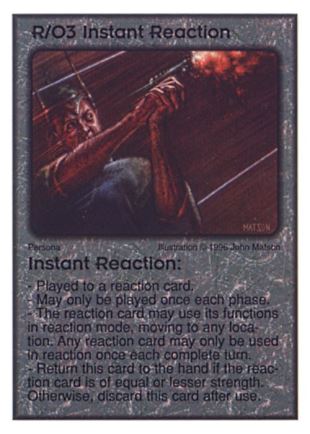 R/O3 Instant Reaction
MATSON
Persona Illustration © 1996 John Matson
Instant Reaction:
- Played to a reaction card.
- May only be played once each phase.
- The reaction card may use its functions
in reaction mode, moving to any loca-
tion. Any reaction card may only be used
in reaction once each complete turn.
- Return this card to the hand if the reac-
tion card is of equal or lesser strength.
Otherwise, discard this card after use.